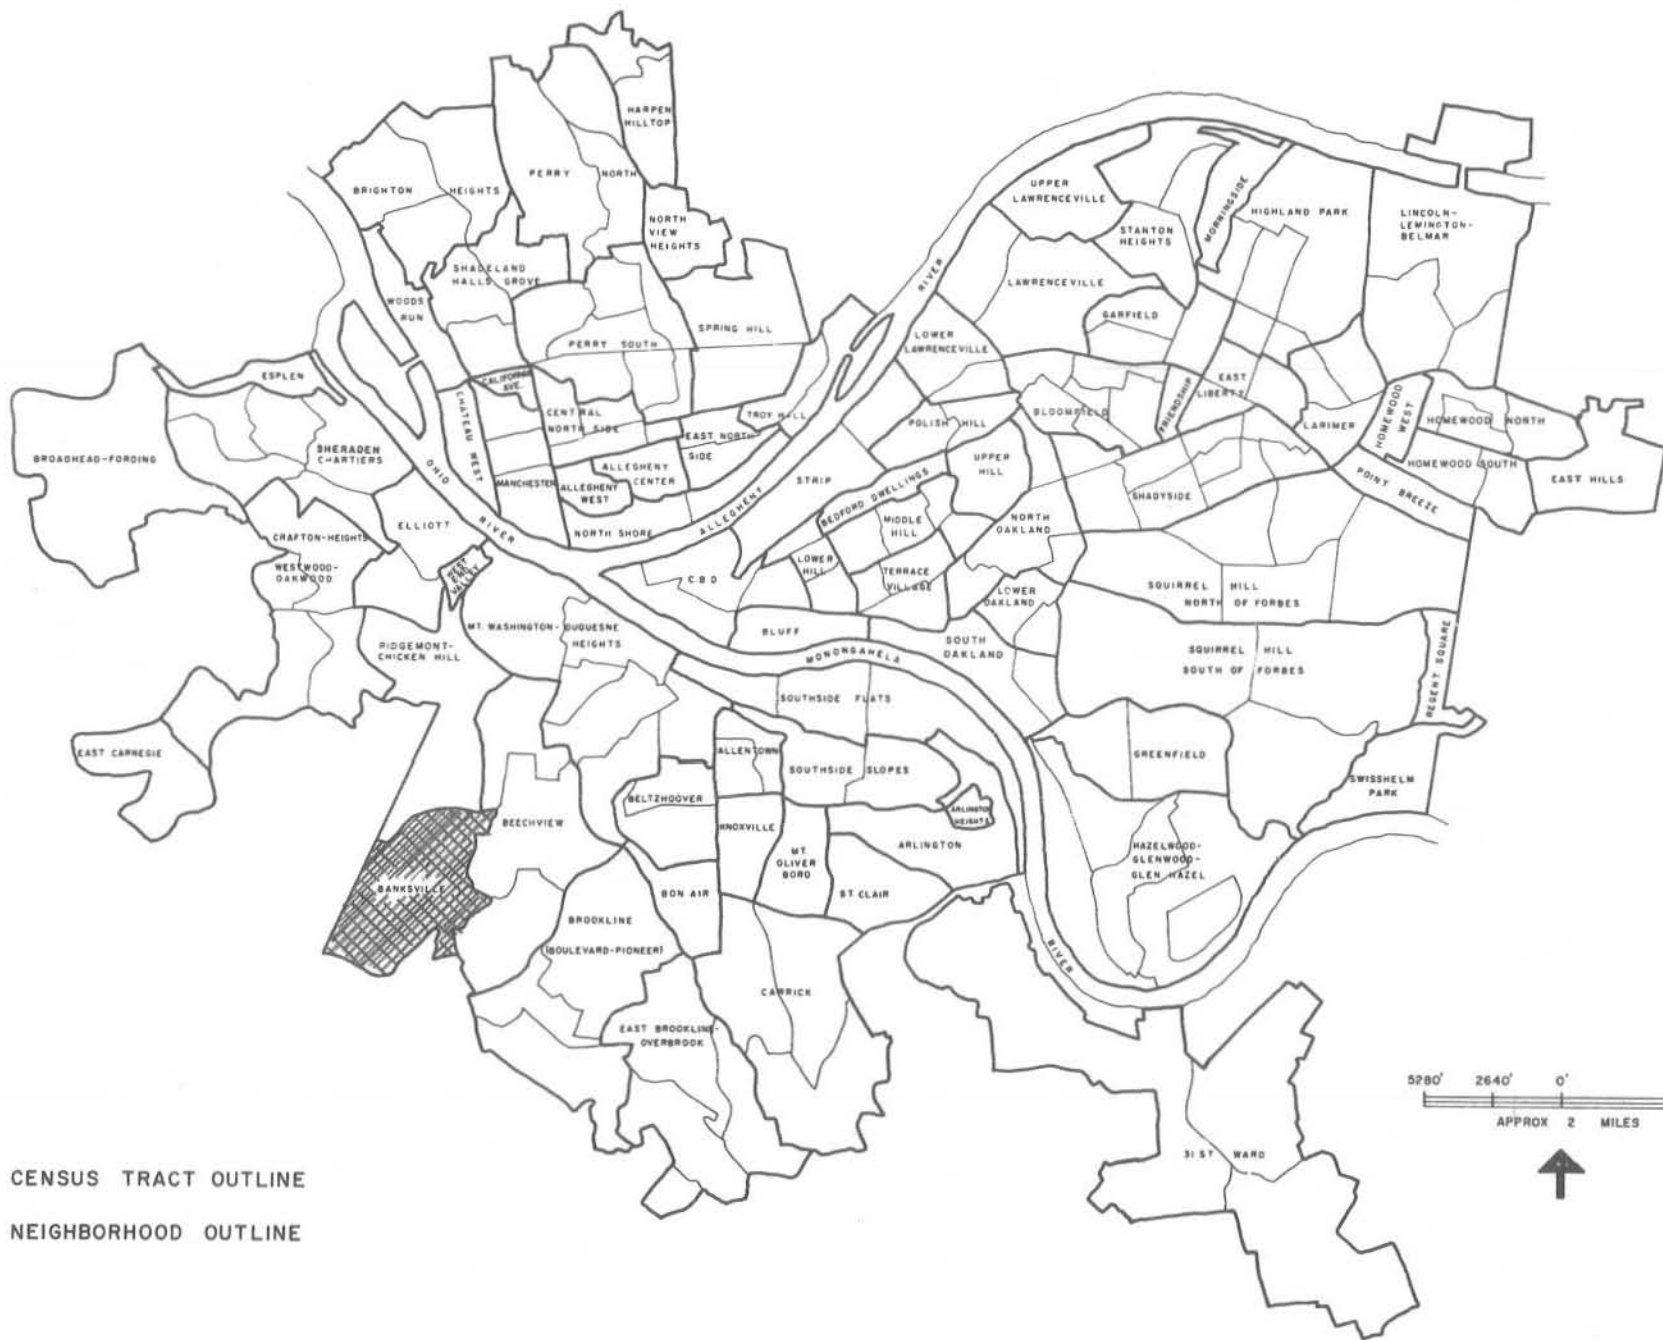 HARPEN
HILLTOP
PERRY NORTH
BRIGHTON HEIGHTS
NORTH
VIEW
HEIGHTS
SHADELAND
HALLS GROVE
WOODS
RUN
SPRING HILL
PERRY SOUTH
CALIFORNIA
AVE.
CHATEAU WEST
CENTRAL
NORTH SIDE
TROY HILL
EAST NORTH
SIDE
ALLEGHENY
CENTER
MANCHESTER
ALLEGHENY
WEST
NORTH SHORE
ESPLEN
BROADHEAD-FORDING
SHERADEN
CHARTIERS
OHIO
RIVER
ELLIOTT
CRAFTON-HEIGHTS
WESTWOOD-
OAKWOOD
WEST
END
VALLEY
RIDGEMONT-
CHICKEN HILL
EAST CARNEGIE
MT. WASHINGTON- DUQUESNE
HEIGHTS
BANKSVILLE
BEECHVIEW
BELTZHOOVER
ALLENTOWN
KNOXVILLE
BON AIR
BROOKLINE
(BOULEVARD-PIONEER)
EAST BROOKLINE-
OVERBROOK
CARRICK
MT.
OLIVER
BORO
ST. CLAIR
ARLINGTON
ARLINGTON
HEIGHTS
SOUTHSIDE FLATS
SOUTHSIDE SLOPES
ALLEGHENY
RIVER
MONONGAHELA
RIVER
STRIP
C.B D
BLUFF
LOWER
HILL
BEDFORD DWELLINGS
MIDDLE
HILL
TERRACE
VILLAGE
UPPER
HILL
POLISH HILL
NORTH
OAKLAND
LOWER
OAKLAND
SOUTH
OAKLAND
LOWER
LAWRENCEVILLE
LAWRENCEVILLE
UPPER
LAWRENCEVILLE
STANTON
HEIGHTS
MORNINGSIDE
HIGHLAND PARK
LINCOLN-
LEMINGTON-
BELMAR
GARFIELD
BLOOMFIELD
FRIENDSHIP
EAST
LIBERTY
LARIMER
HOMEWOOD
WEST
HOMEWOOD NORTH
HOMEWOOD SOUTH
EAST HILLS
POINT BREEZE
SHADYSIDE
SQUIRREL HILL
NORTH OF FORBES
SQUIRREL HILL
SOUTH OF FORBES
REGENT SQUARE
GREENFIELD
SWISSHELM
PARK
HAZELWOOD-
GLENWOOD-
GLEN HAZEL
31 ST WARD
5280' 2640' 0'
APPROX 2 MILES
CENSUS TRACT OUTLINE
NEIGHBORHOOD OUTLINE